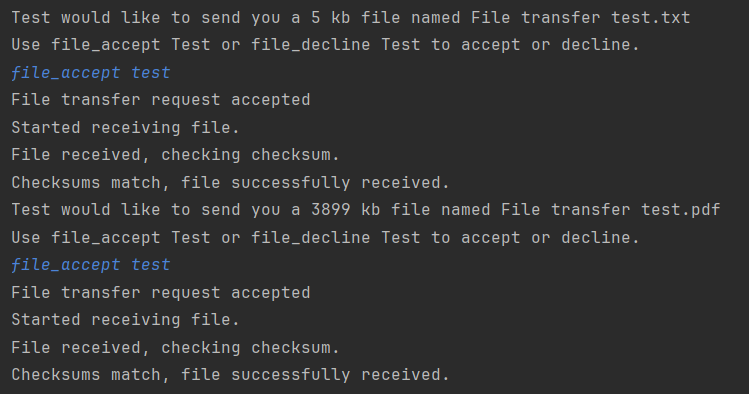 Test would like to send you a 5 kb file named File transfer test.txt
Use file_accept Test or file_decline Test to accept or decline.
file_accept test
File transfer request accepted
Started receiving file.
File received, checking checksum.
Checksums match, file successfully received.
Test would like to send you a 3899 kb file named File transfer test.pdf
Use file_accept Test or file_decline Test to accept or decline.
file_accept test
File transfer request accepted
Started receiving file.
File received, checking checksum.
Checksums match, file successfully received.